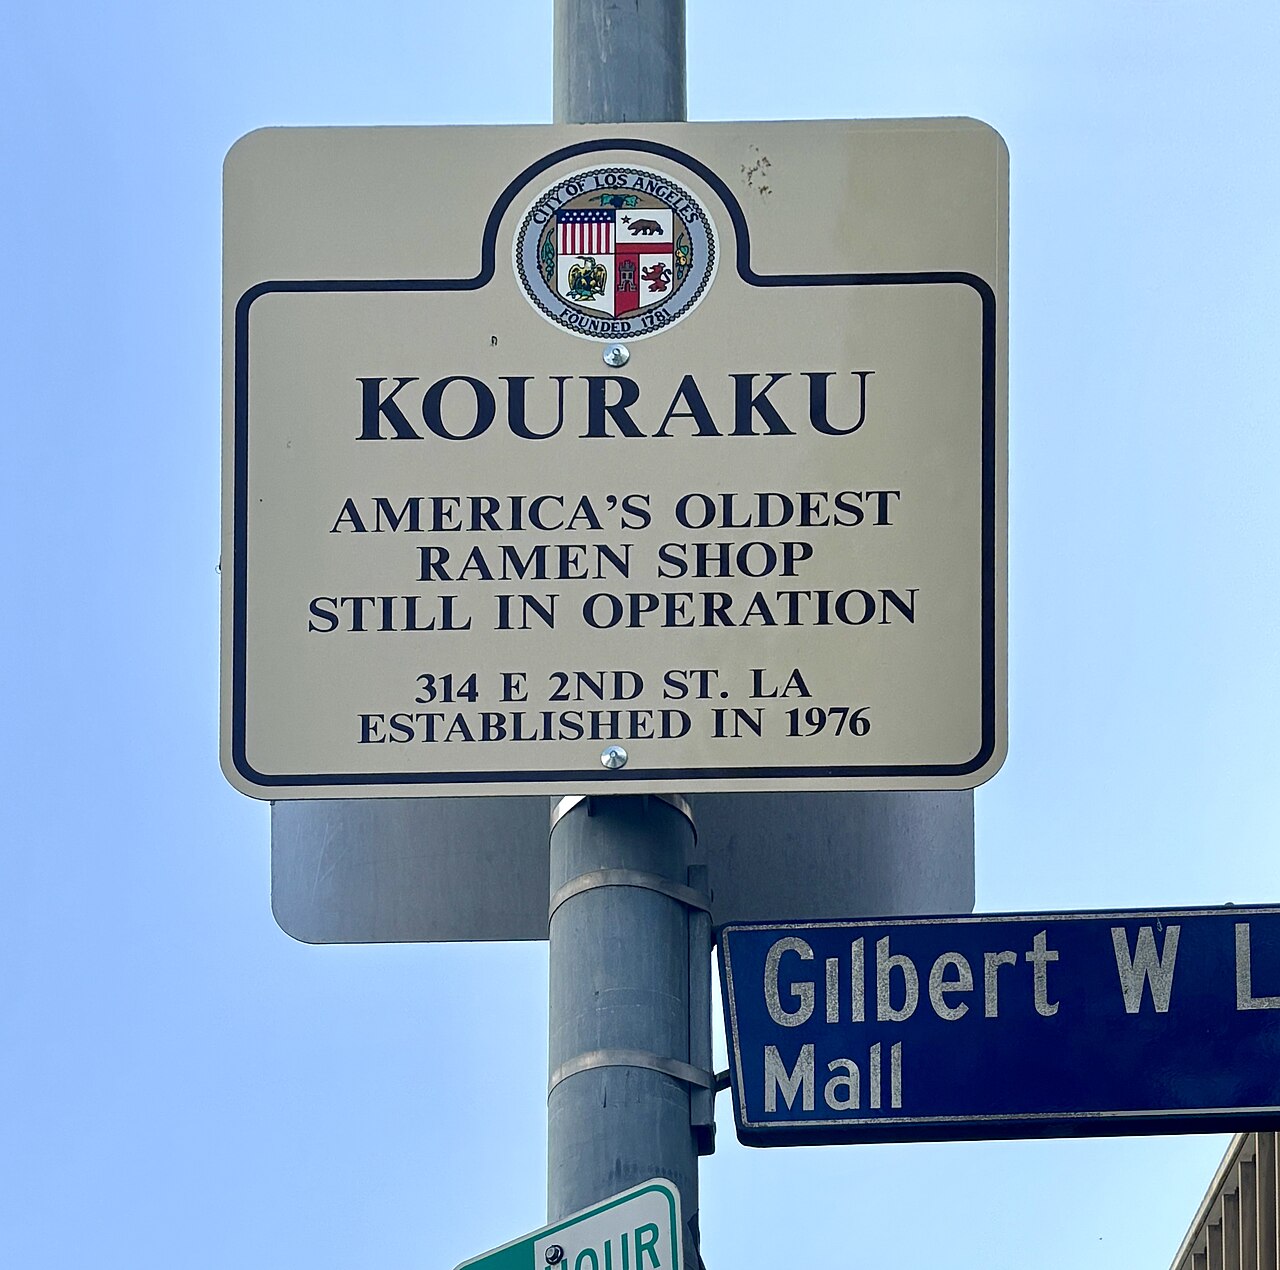 CITY OF LOS ANGELES
FOUNDED 1781
KOURAKU
AMERICA'S OLDEST
RAMEN SHOP
STILL IN OPERATION
314 E 2ND ST. LA
ESTABLISHED IN 1976
Gilbert W L
Mall
HOUR